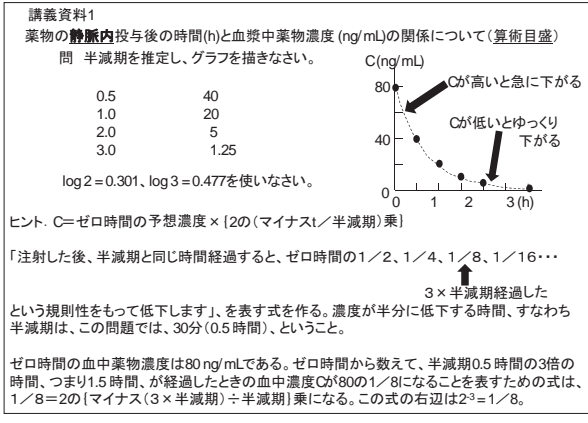 講義資料1
薬物の静脈内投与後の時間(h)と血漿中薬物濃度 (ng/mL)の関係について(算術目盛)
問 半減期を推定し、グラフを描きなさい。
0.5 40
1.0 20
2.0 5
3.0 1.25
log 2 = 0.301、log 3 = 0.477を使いなさい。
C(ng/mL)
80
40
0
0 1 2 3 (h)
Cが高いと急に下がる
Cが低いとゆっくり
下がる
ヒント. C=ゼロ時間の予想濃度×{2の(マイナスt/半減期)乗}
「注射した後、半減期と同じ時間経過すると、ゼロ時間の1/2、1/4、1/8、1/16・・・
3×半減期経過した
という規則性をもって低下します」、を表す式を作る。濃度が半分に低下する時間、すなわち
半減期は、この問題では、30分(0.5 時間)、ということ。
ゼロ時間の血中薬物濃度は80 ng/mLである。ゼロ時間から数えて、半減期0.5 時間の3倍の
時間、つまり1.5 時間、が経過したときの血中濃度Cが80の1/8になることを表すための式は、
1/8=2の{マイナス(3×半減期)÷半減期}乗になる。この式の右辺は2⁻³= 1/8。